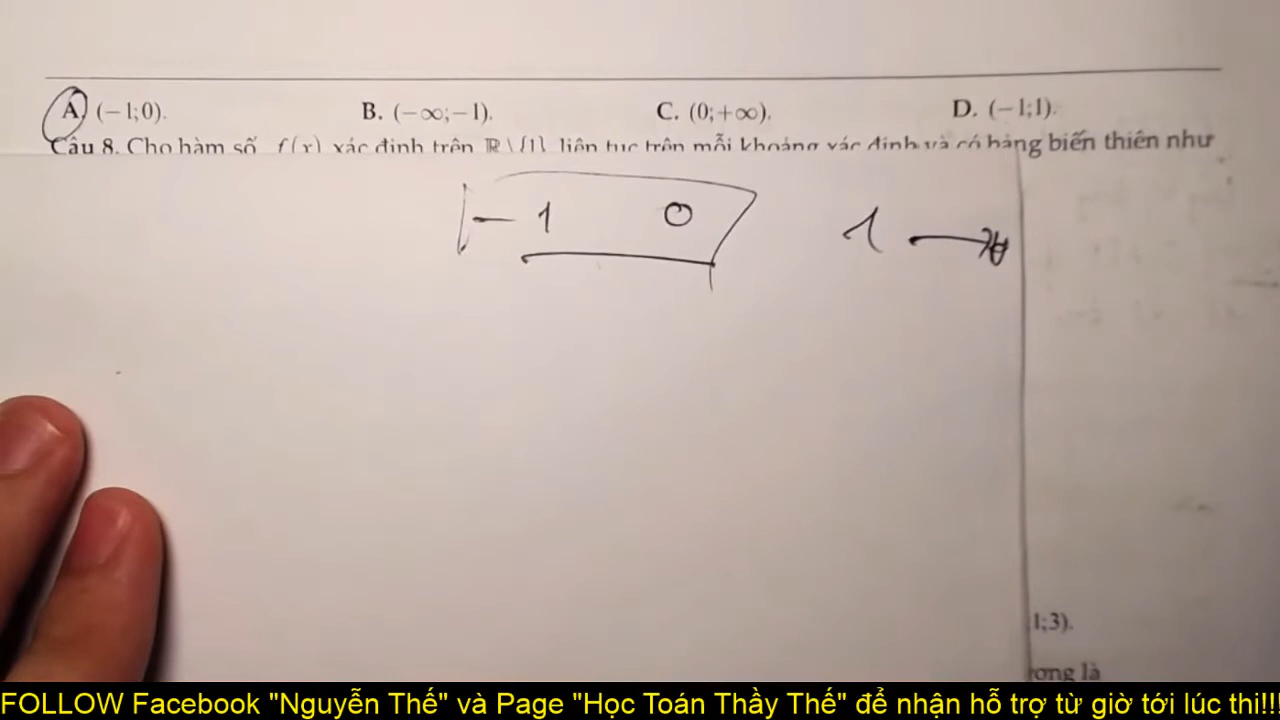 A. (−1;0). B. (−∞;−1). C. (0;+∞). D. (−1;1).
Câu 8. Cho hàm số f(x) xác định trên ℝ \ {1}, liên tục trên mỗi khoảng xác định và có bảng biến thiên như
−1 0 1
1;3).
ơng là
FOLLOW Facebook "Nguyễn Thế" và Page "Học Toán Thầy Thế" để nhận hỗ trợ từ giờ tới lúc thi!!!